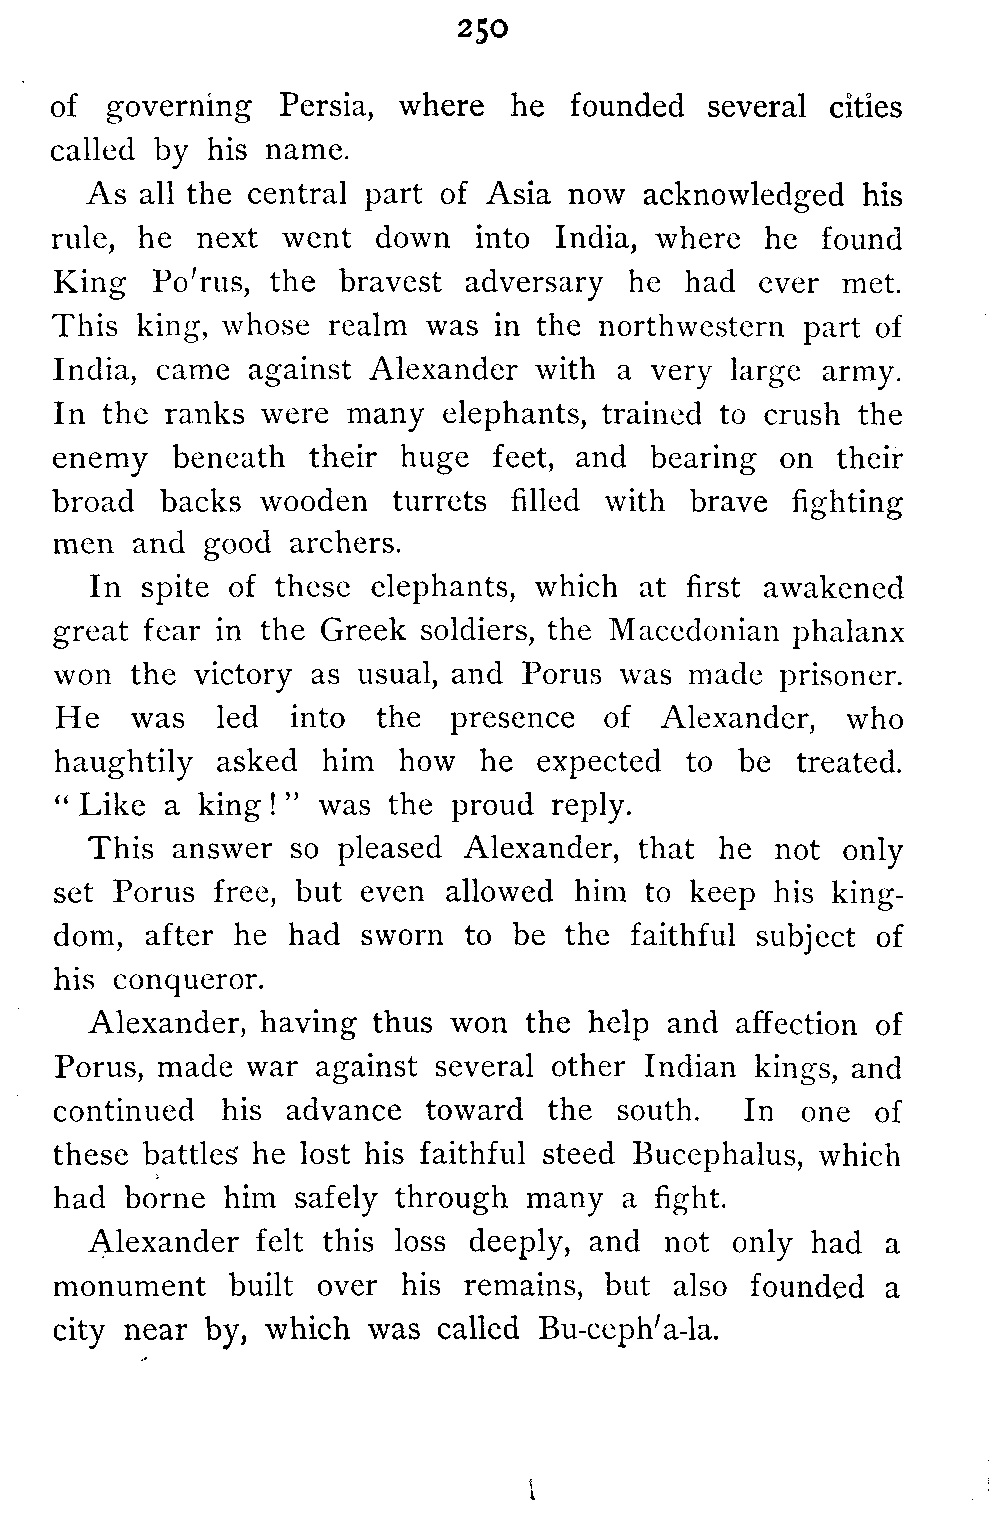 250
of governing Persia, where he founded several cities
called by his name.
As all the central part of Asia now acknowledged his
rule, he next went down into India, where he found
King Po′rus, the bravest adversary he had ever met.
This king, whose realm was in the northwestern part of
India, came against Alexander with a very large army.
In the ranks were many elephants, trained to crush the
enemy beneath their huge feet, and bearing on their
broad backs wooden turrets filled with brave fighting
men and good archers.
In spite of these elephants, which at first awakened
great fear in the Greek soldiers, the Macedonian phalanx
won the victory as usual, and Porus was made prisoner.
He was led into the presence of Alexander, who
haughtily asked him how he expected to be treated.
“Like a king!” was the proud reply.
This answer so pleased Alexander, that he not only
set Porus free, but even allowed him to keep his king-
dom, after he had sworn to be the faithful subject of
his conqueror.
Alexander, having thus won the help and affection of
Porus, made war against several other Indian kings, and
continued his advance toward the south. In one of
these battles he lost his faithful steed Bucephalus, which
had borne him safely through many a fight.
Alexander felt this loss deeply, and not only had a
monument built over his remains, but also founded a
city near by, which was called Bu-ceph′a-la.